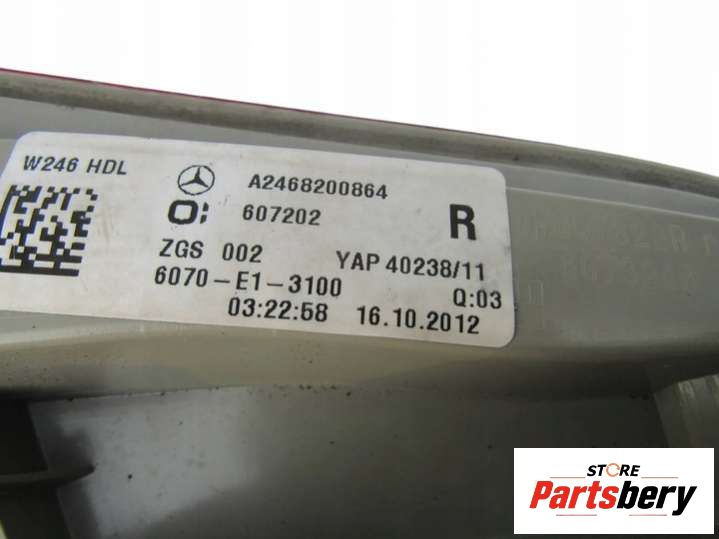 W246 HDL
A2468200864
O: 607202
R
ZGS 002 YAP 40238/11
6070-E1-3100 Q:03
03:22:58 16.10.2012
STORE
Partsbery